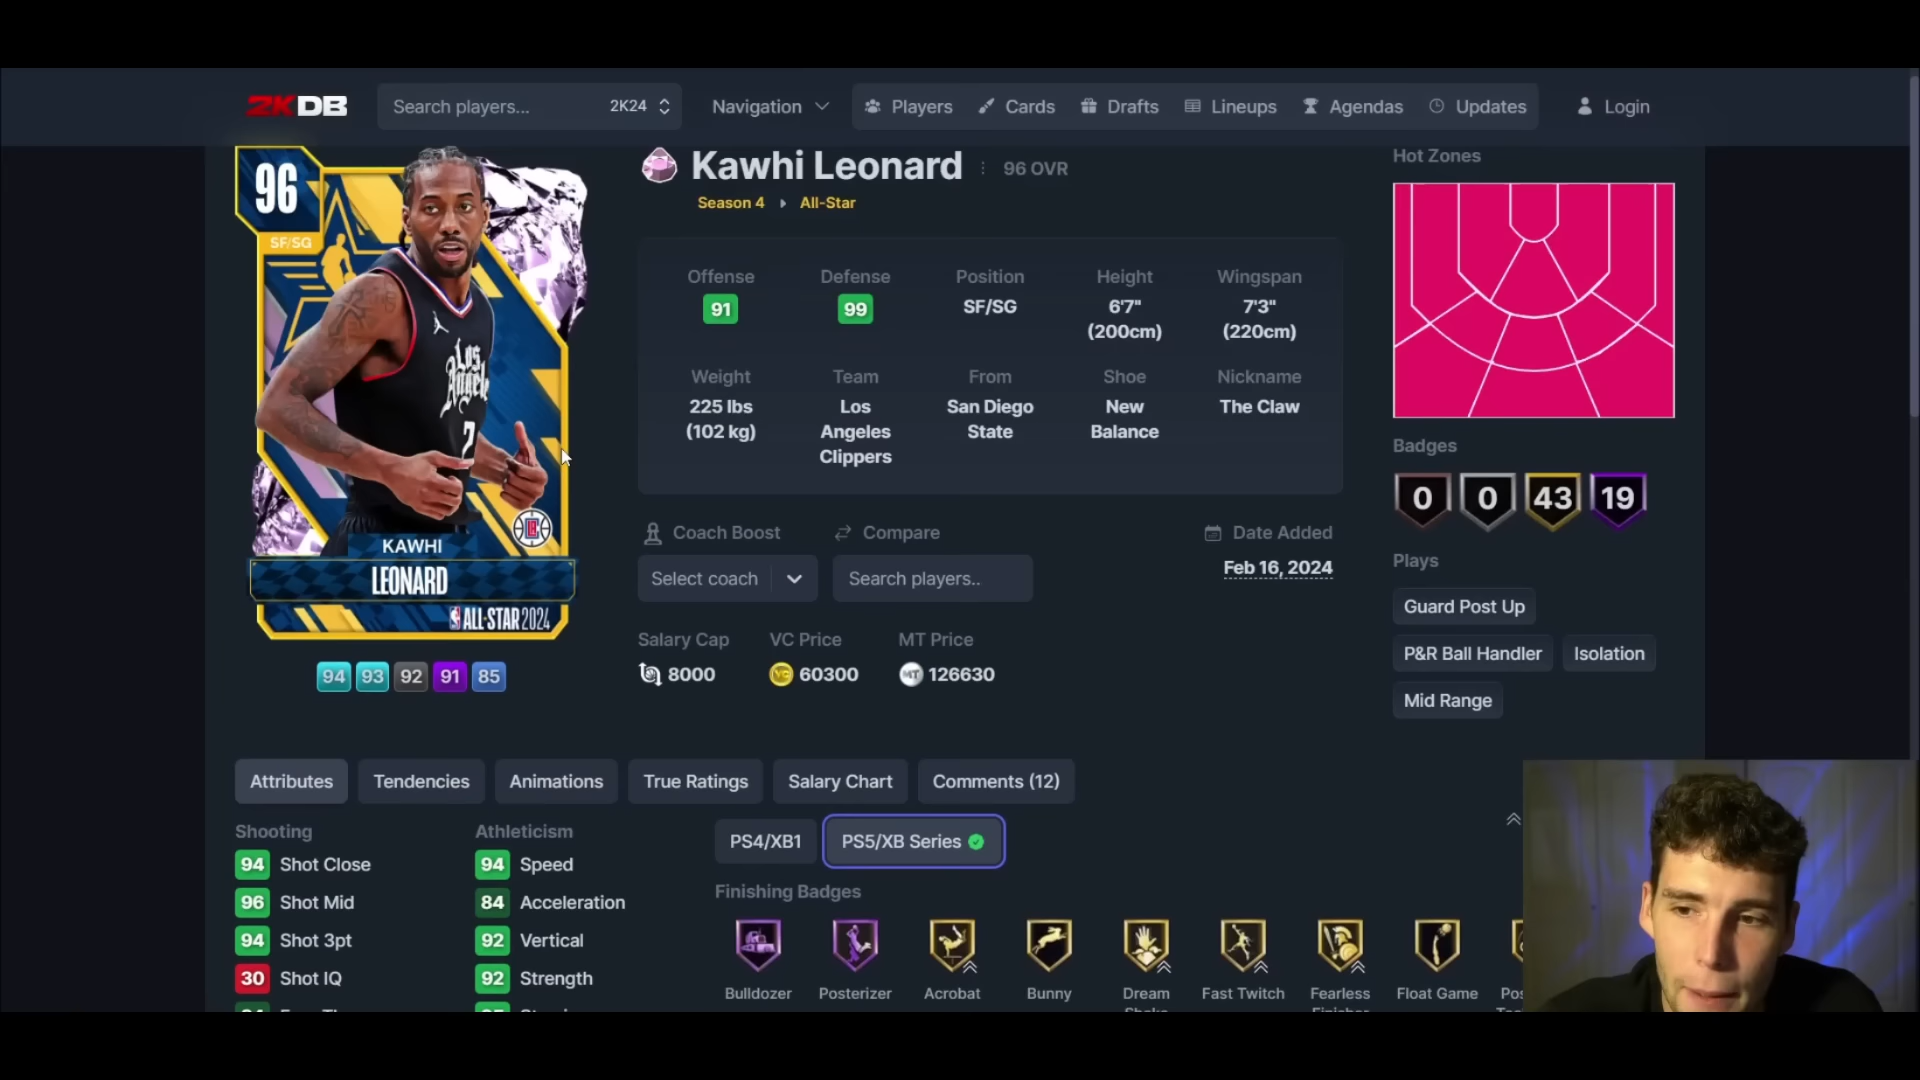 2KDB
Search players...
2K24
Navigation
Players
Cards
Drafts
Lineups
Agendas
Updates
Login
96
SF/SG
Los
Angeles
2
KAWHI
LEONARD
ALL-STAR 2024
94 93 92 91 85
Kawhi Leonard
96 OVR
Season 4
All-Star
Offense
91
Defense
99
Position
SF/SG
Height
6'7"
(200cm)
Wingspan
7'3"
(220cm)
Weight
225 lbs
(102 kg)
Team
Los
Angeles
Clippers
From
San Diego
State
Shoe
New
Balance
Nickname
The Claw
Coach Boost
Select coach
Compare
Search players..
Date Added
Feb 16, 2024
Salary Cap
8000
VC Price
VC 60300
MT Price
MT 126630
Hot Zones
Badges
0 0 43 19
Plays
Guard Post Up
P&R Ball Handler
Isolation
Mid Range
Attributes
Tendencies
Animations
True Ratings
Salary Chart
Comments (12)
Shooting
94 Shot Close
96 Shot Mid
94 Shot 3pt
30 Shot IQ
Athleticism
94 Speed
84 Acceleration
92 Vertical
92 Strength
PS4/XB1
PS5/XB Series
Finishing Badges
Bulldozer
Posterizer
Acrobat
Bunny
Dream
Fast Twitch
Fearless
Float Game